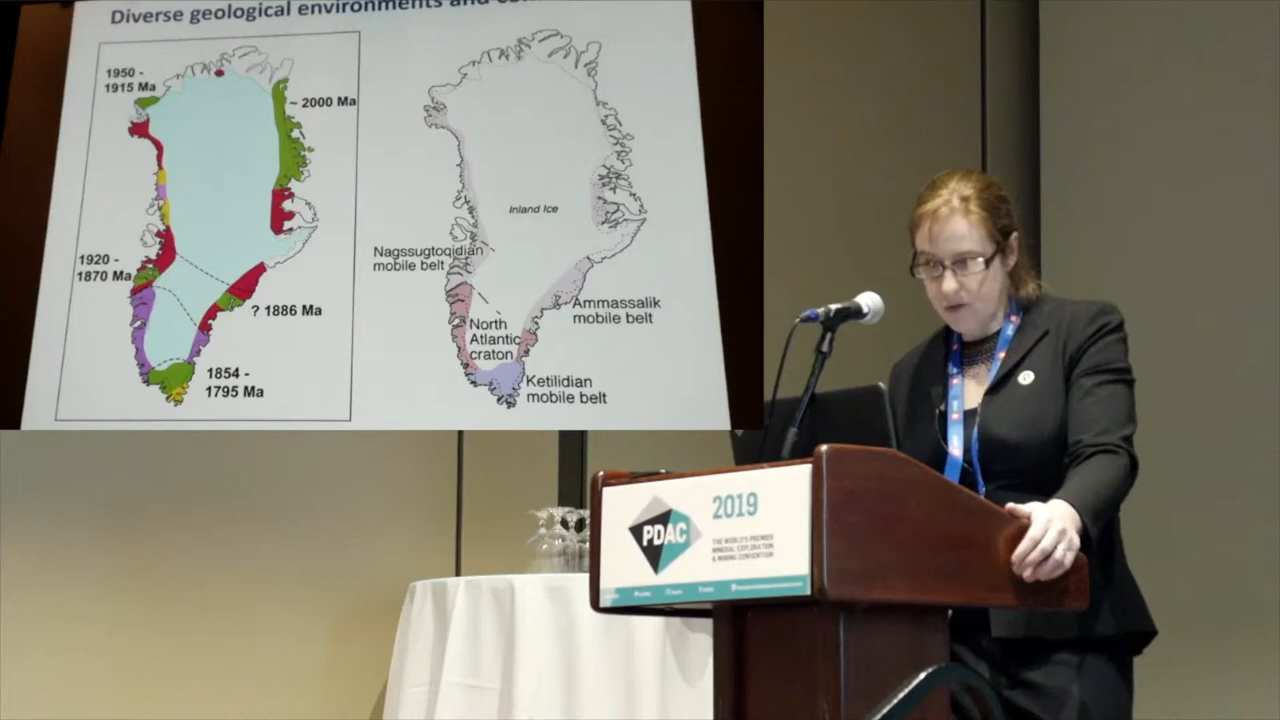 Diverse geological environments and
1950 -
1915 Ma
~ 2000 Ma
1920 -
1870 Ma
? 1886 Ma
1854 -
1795 Ma
Inland Ice
Nagssugtoqidian
mobile belt
Ammassalik
mobile belt
North
Atlantic
craton
Ketilidian
mobile belt
PDAC
2019
THE WORLD'S PREMIER
MINERAL EXPLORATION
& MINING CONVENTION